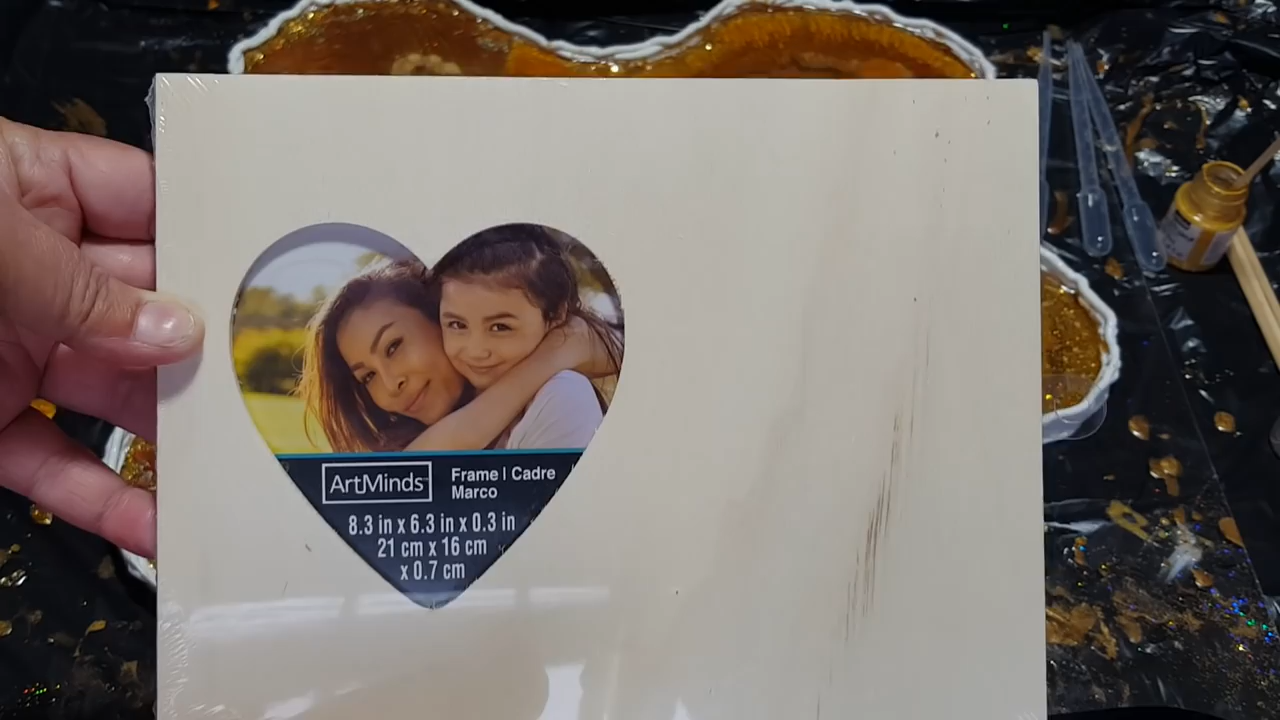 ArtMinds
Frame | Cadre
Marco
8.3 in x 6.3 in x 0.3 in
21 cm x 16 cm
x 0.7 cm